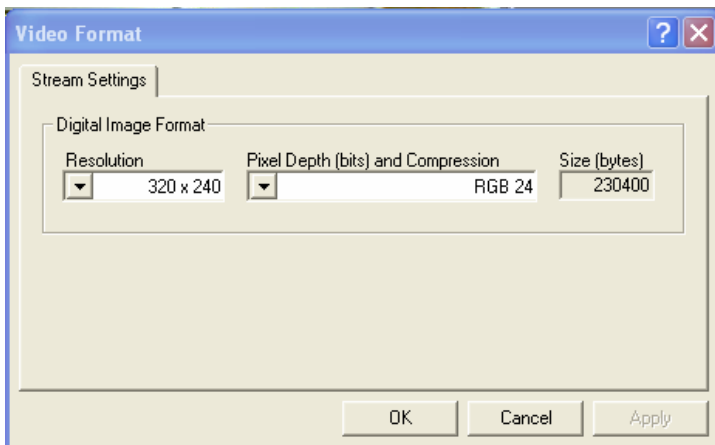 Video Format
Stream Settings
Digital Image Format
Resolution Pixel Depth (bits) and Compression Size (bytes)
320 x 240 RGB 24 230400
OK Cancel Apply